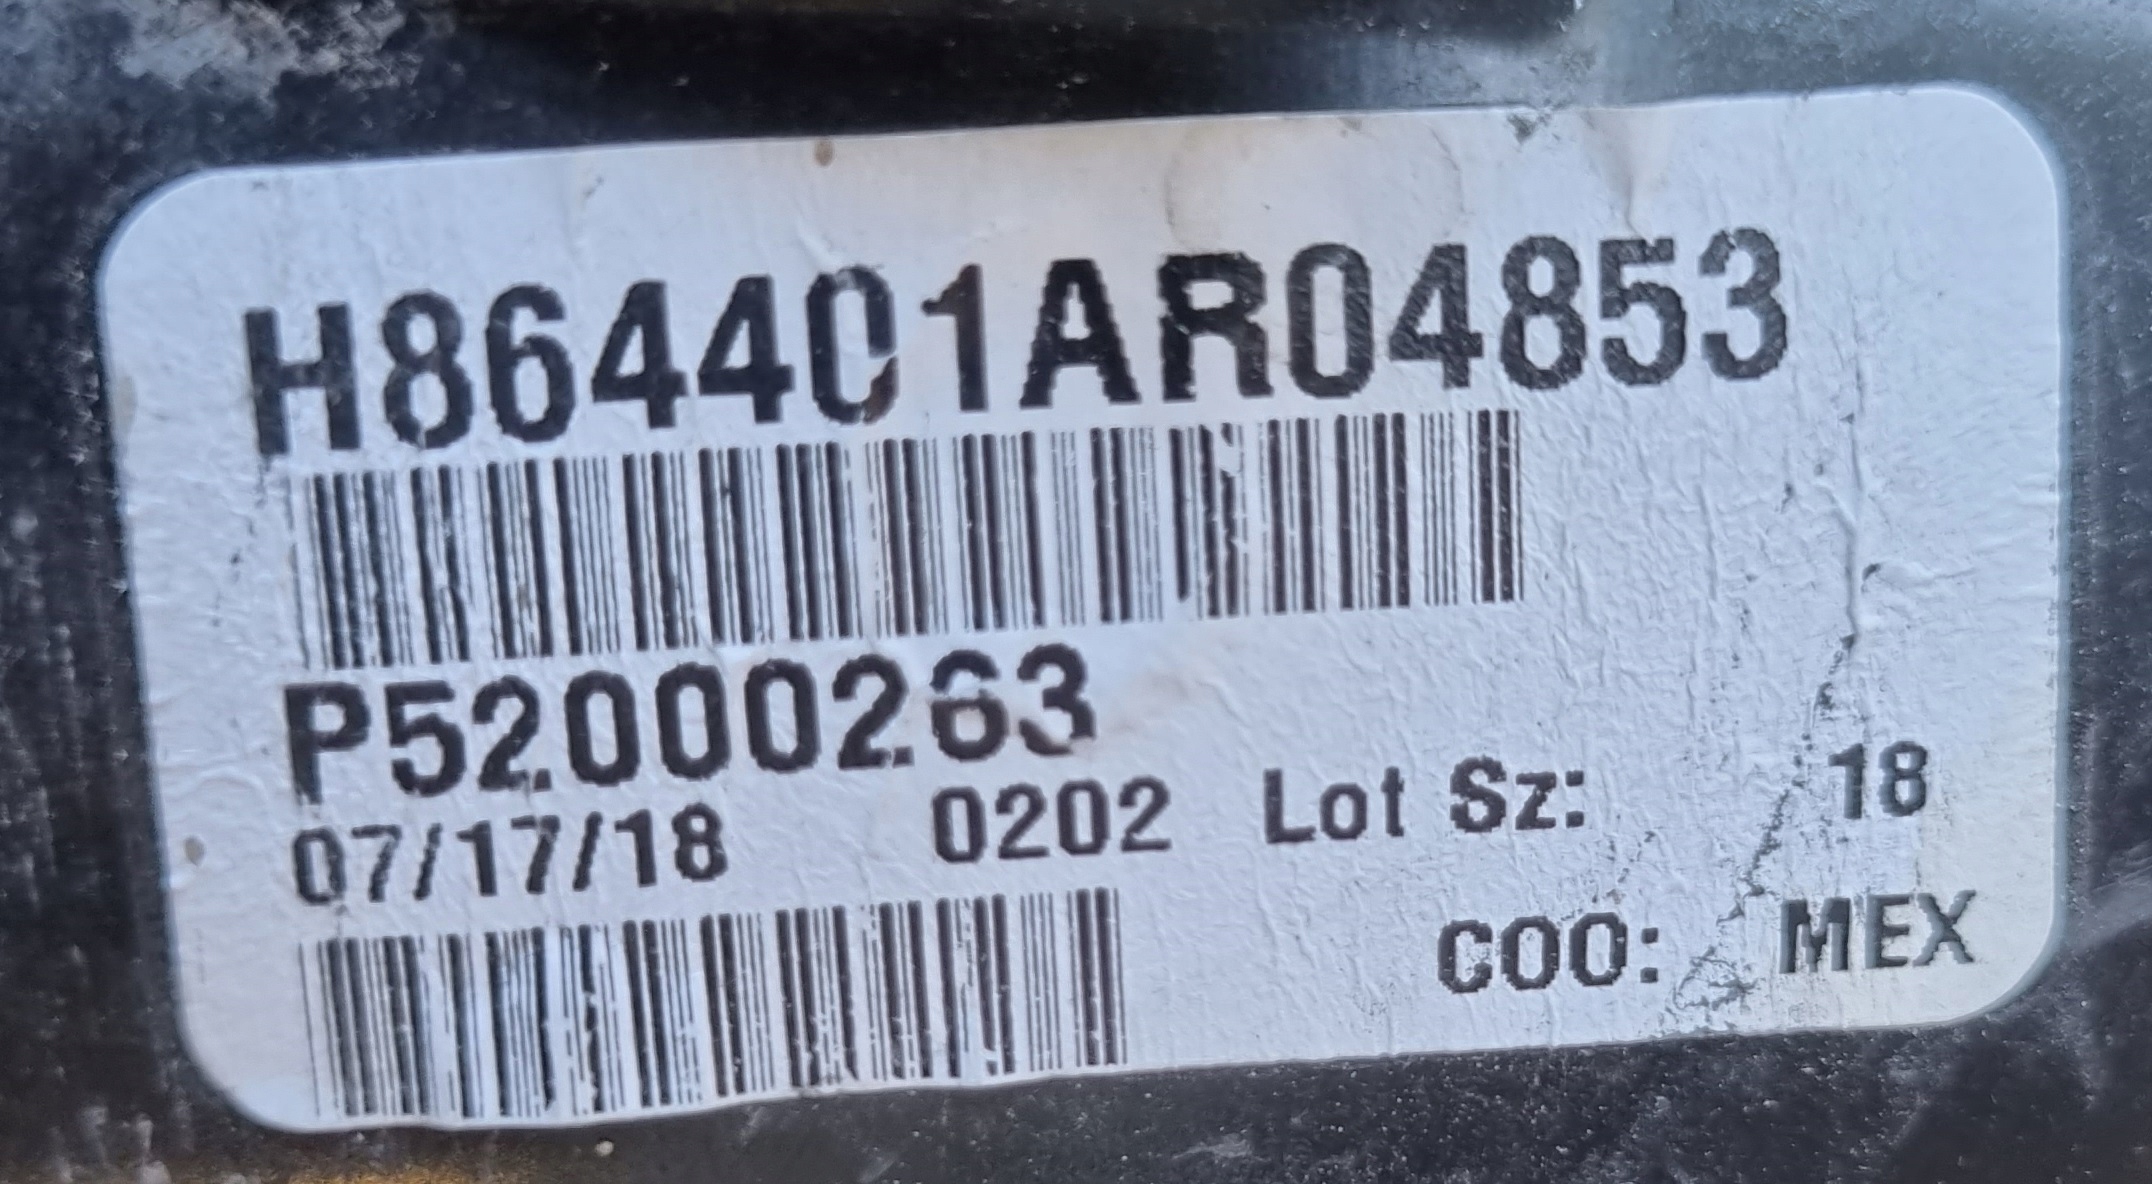 H864401AR04853
P52000263
07/17/18 0202 Lot Sz: 18
COO: MEX